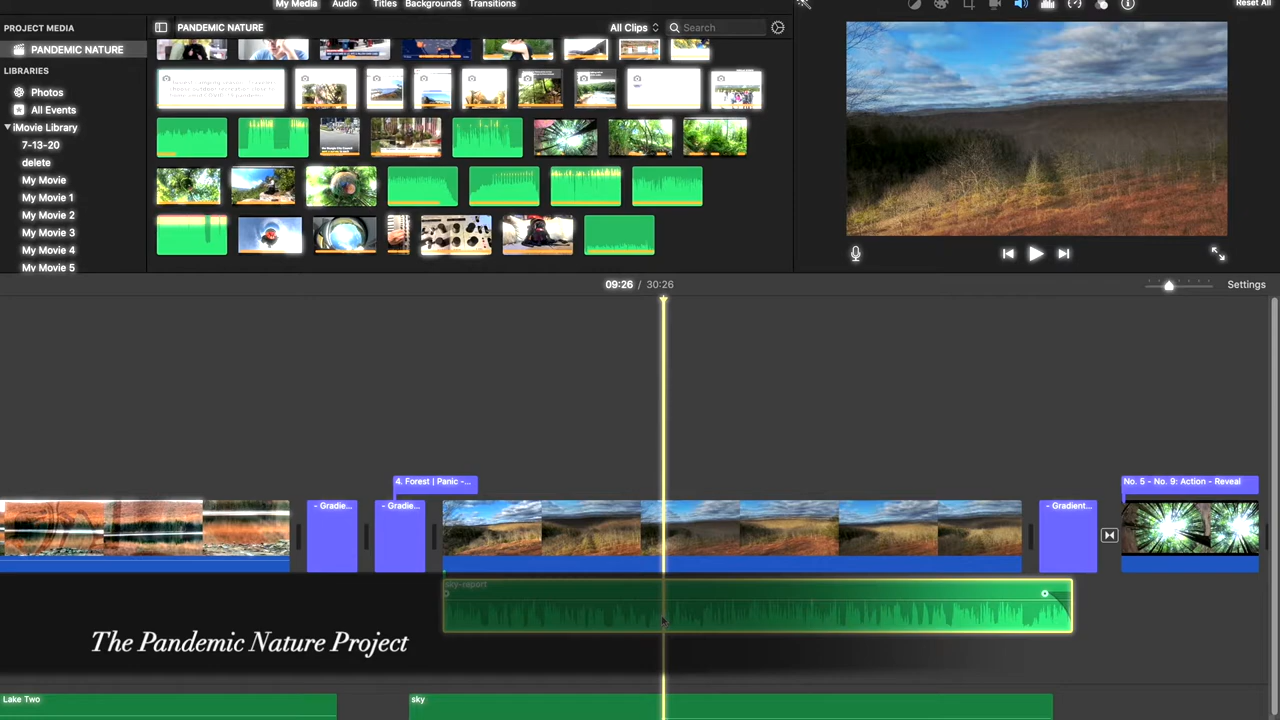 My Media Audio Titles Backgrounds Transitions
Reset All
PROJECT MEDIA
PANDEMIC NATURE
LIBRARIES
Photos
All Events
iMovie Library
7-13-20
delete
My Movie
My Movie 1
My Movie 2
My Movie 3
My Movie 4
My Movie 5
PANDEMIC NATURE
All Clips
Search
09:26 / 30:26
Settings
4. Forest | Panic -...
No. 5 - No. 9: Action - Reveal
- Gradie...
- Gradie...
- Gradient...
sky-report
The Pandemic Nature Project
Lake Two
sky